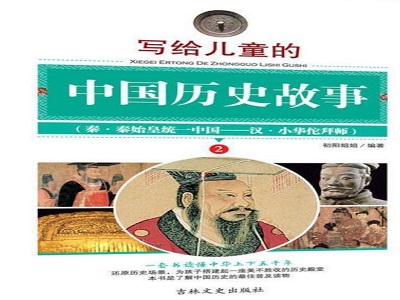 写给儿童的
XIEGEI ERTONG DE ZHONGGUO LISHI GUSHI
中国历史故事
（秦·秦始皇统一中国——汉·小华佗拜师）
初阳姐姐／编著
2
一套书读懂中华上下五千年
还原历史场景，为孩子搭建起一座美不胜收的历史殿堂
本书是了解中国历史的最佳普及读物
吉林文史出版社